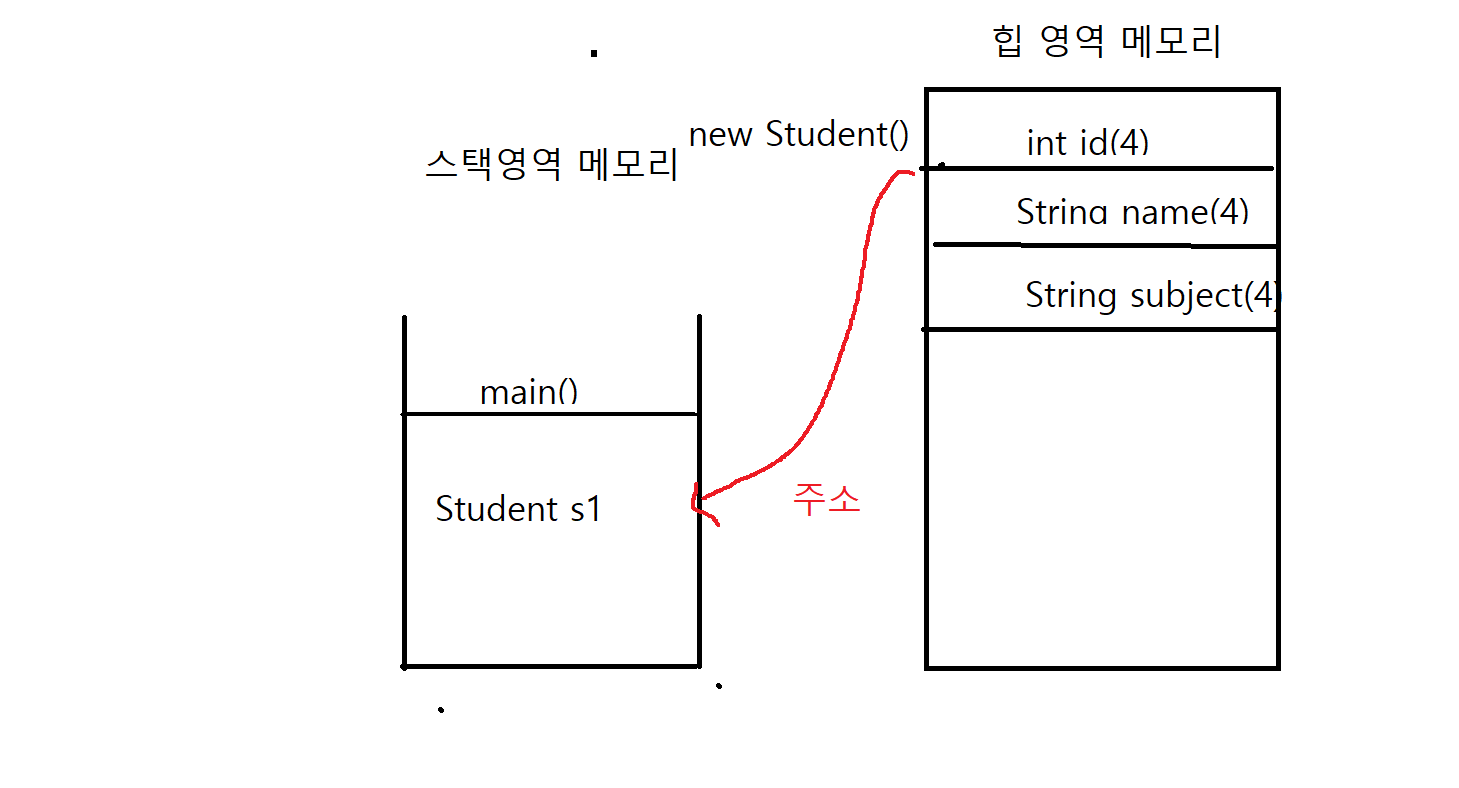 힙 영역 메모리
new Student()
스택영역 메모리
int id(4)
String name(4)
String subject(4)
main()
Student s1
주소